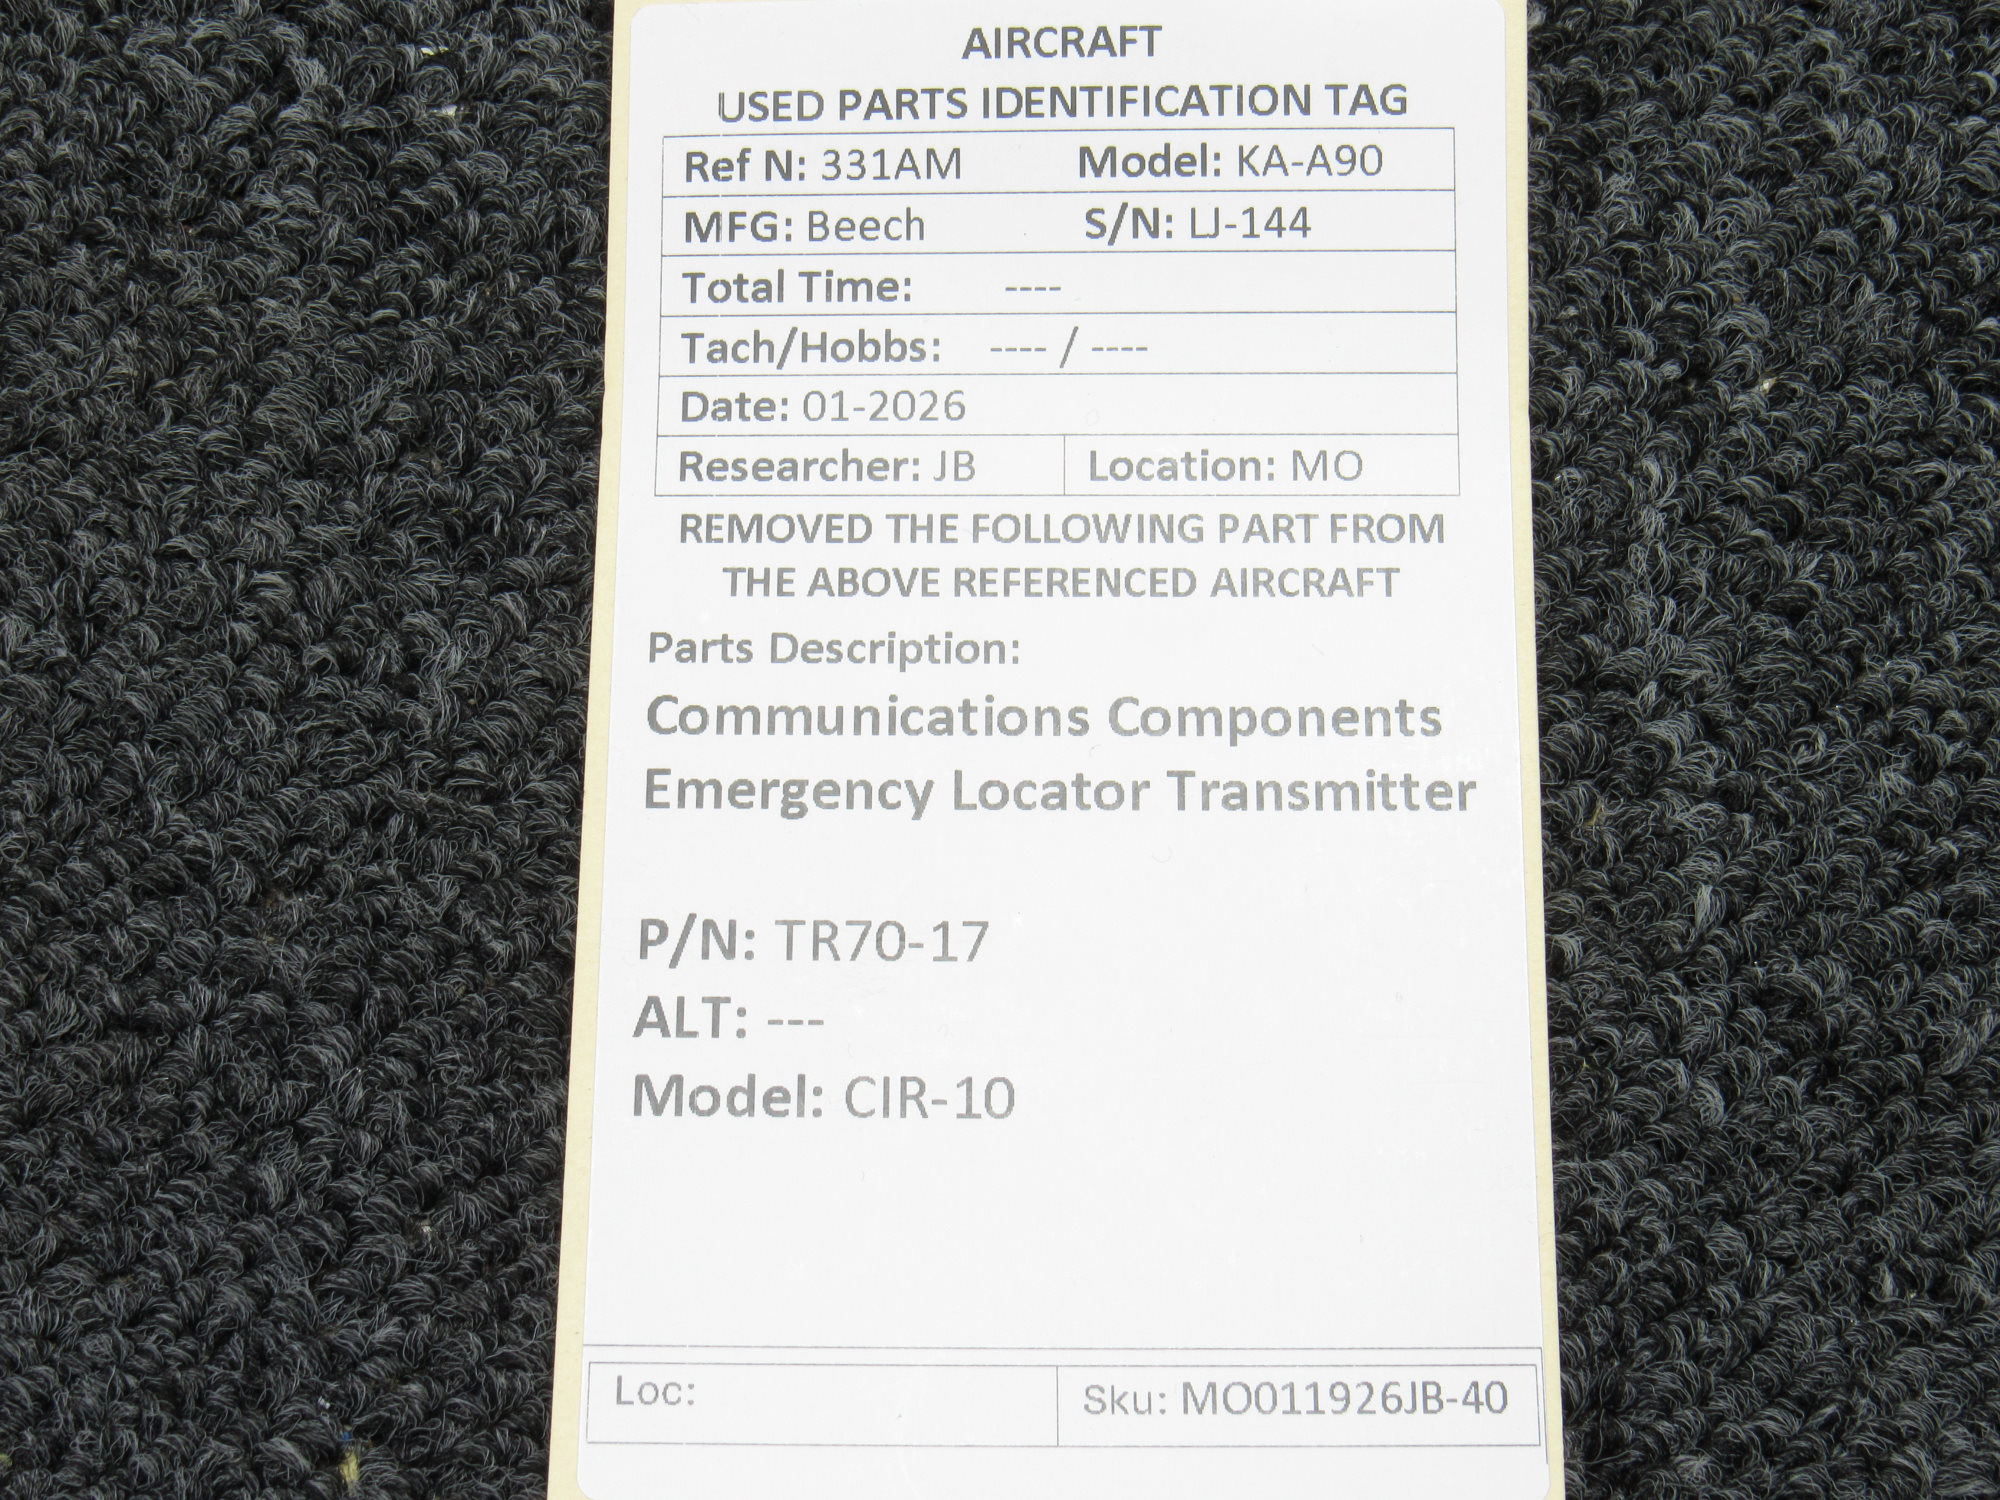 AIRCRAFT
USED PARTS IDENTIFICATION TAG
Ref N: 331AM Model: KA-A90
MFG: Beech S/N: LJ-144
Total Time: ----
Tach/Hobbs: ---- / ----
Date: 01-2026
Researcher: JB Location: MO
REMOVED THE FOLLOWING PART FROM
THE ABOVE REFERENCED AIRCRAFT
Parts Description:
Communications Components
Emergency Locator Transmitter
P/N: TR70-17
ALT: ---
Model: CIR-10
Loc: Sku: MO011926JB-40